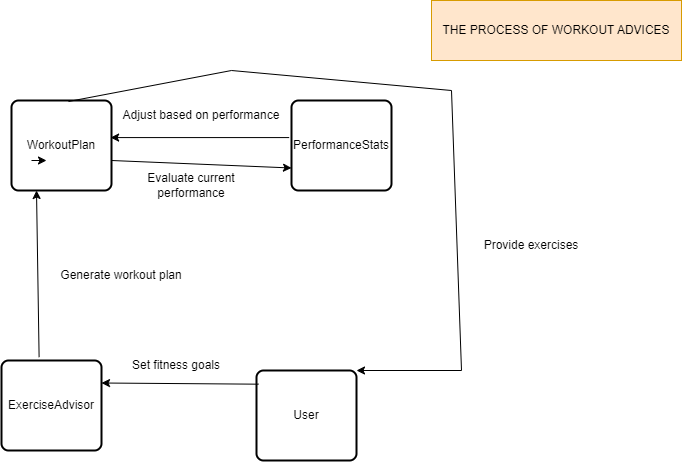 THE PROCESS OF WORKOUT ADVICES
Adjust based on performance
WorkoutPlan
PerformanceStats
Evaluate current
performance
Provide exercises
Generate workout plan
Set fitness goals
ExerciseAdvisor
User